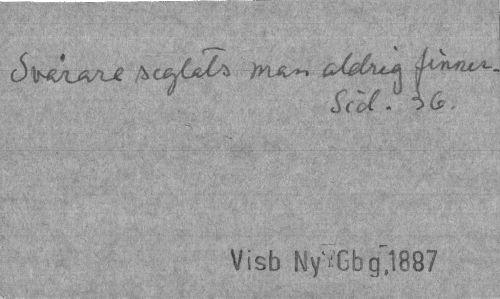 Svårare seglats man aldrig finner.
Sid. 36.
Visb Ny Gbg,1887